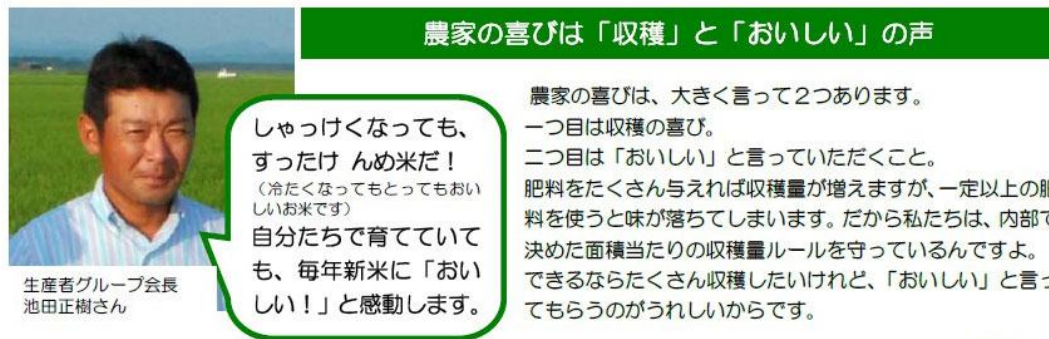 農家の喜びは「収穫」と「おいしい」の声
しゃっけくなっても、
すったけ んめ米だ！
（冷たくなってもとってもおい
しいお米です）
自分たちで育てていて
も、毎年新米に「おい
しい！」と感動します。
生産者グループ会長
池田正樹さん
農家の喜びは、大きく言って２つあります。
一つ目は収穫の喜び。
二つ目は「おいしい」と言っていただくこと。
肥料をたくさん与えれば収穫量が増えますが、一定以上の肥
料を使うと味が落ちてしまいます。だから私たちは、内部で
決めた面積当たりの収穫量ルールを守っているんですよ。
できるならたくさん収穫したいけれど、「おいしい」と言っ
てもらうのがうれしいからです。